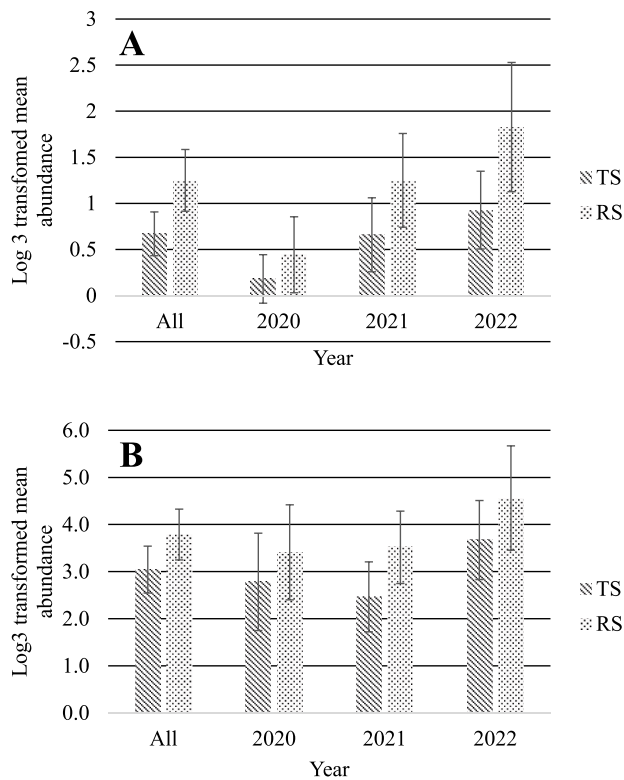 A
3
2.5
2
1.5
1
0.5
0
-0.5
Log 3 transfomed mean
abundance
All 2020 2021 2022
Year
TS
RS
B
6.0
5.0
4.0
3.0
2.0
1.0
0.0
Log3 transformed mean
abundance
All 2020 2021 2022
Year
TS
RS